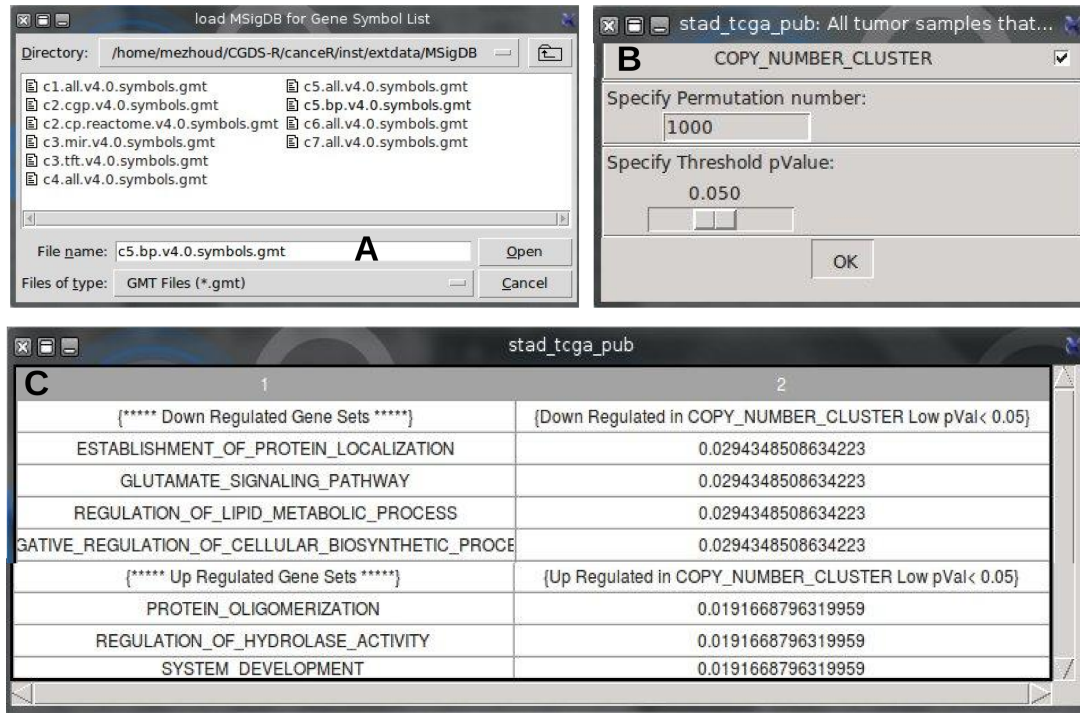 load MSigDB for Gene Symbol List
Directory: /home/mezhoud/CGDS-R/canceR/inst/extdata/MSigDB
c1.all.v4.0.symbols.gmt
c2.cgp.v4.0.symbols.gmt
c2.cp.reactome.v4.0.symbols.gmt
c3.mir.v4.0.symbols.gmt
c3.tft.v4.0.symbols.gmt
c4.all.v4.0.symbols.gmt
c5.all.v4.0.symbols.gmt
c5.bp.v4.0.symbols.gmt
c6.all.v4.0.symbols.gmt
c7.all.v4.0.symbols.gmt
File name: c5.bp.v4.0.symbols.gmt A Open
Files of type: GMT Files (*.gmt) Cancel
stad_tcga_pub: All tumor samples that...
B COPY_NUMBER_CLUSTER
Specify Permutation number:
1000
Specify Threshold pValue:
0.050
OK
stad_tcga_pub
C 1 2
{***** Down Regulated Gene Sets *****} {Down Regulated in COPY_NUMBER_CLUSTER Low pVal< 0.05}
ESTABLISHMENT_OF_PROTEIN_LOCALIZATION 0.0294348508634223
GLUTAMATE_SIGNALING_PATHWAY 0.0294348508634223
REGULATION_OF_LIPID_METABOLIC_PROCESS 0.0294348508634223
GATIVE_REGULATION_OF_CELLULAR_BIOSYNTHETIC_PROCE 0.0294348508634223
{***** Up Regulated Gene Sets *****} {Up Regulated in COPY_NUMBER_CLUSTER Low pVal< 0.05}
PROTEIN_OLIGOMERIZATION 0.0191668796319959
REGULATION_OF_HYDROLASE_ACTIVITY 0.0191668796319959
SYSTEM_DEVELOPMENT 0.0191668796319959